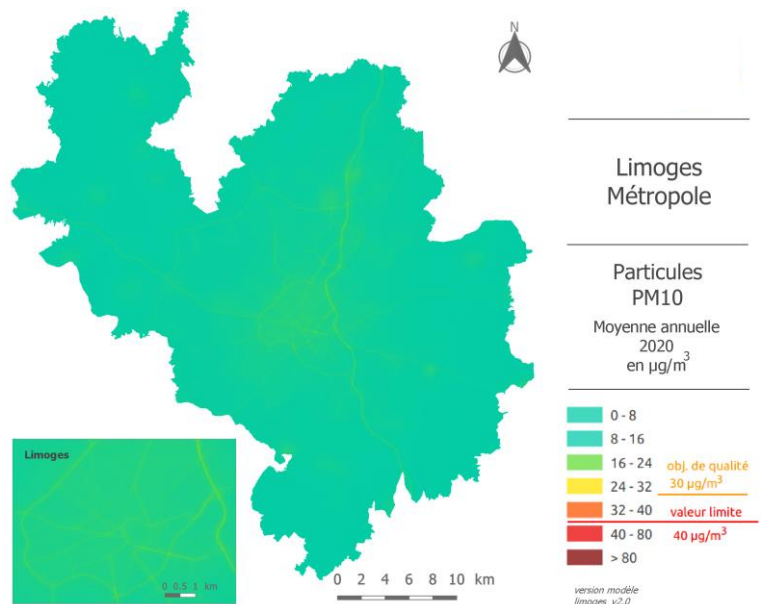 N
Limoges
Métropole
Particules
PM10
Moyenne annuelle
2020
en µg/m³
0 - 8
8 - 16
16 - 24
24 - 32
32 - 40
40 - 80
> 80
obj. de qualité
30 µg/m³
valeur limite
40 µg/m³
version modèle
limoges_v2.0
Limoges
0 0.5 1 km
0 2 4 6 8 10 km